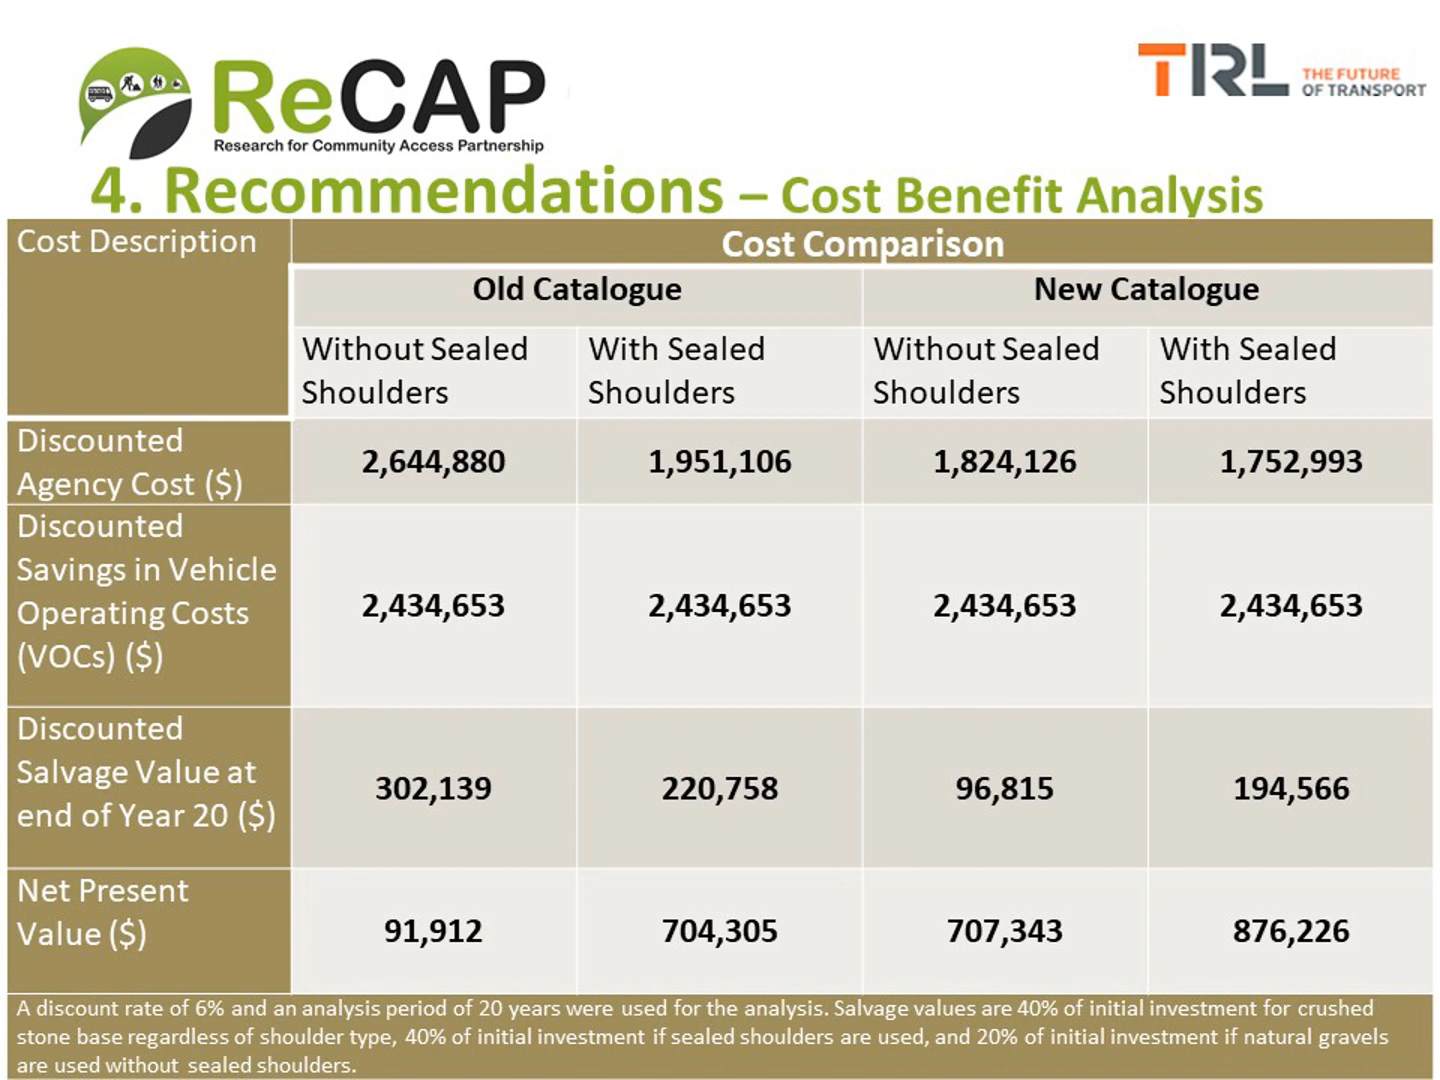 ReCAP
Research for Community Access Partnership
TRL THE FUTURE
OF TRANSPORT
4. Recommendations – Cost Benefit Analysis
Cost Description
Cost Comparison
Old Catalogue
New Catalogue
Without Sealed
Shoulders
With Sealed
Shoulders
Without Sealed
Shoulders
With Sealed
Shoulders
Discounted
Agency Cost ($)
2,644,880
1,951,106
1,824,126
1,752,993
Discounted
Savings in Vehicle
Operating Costs
(VOCs) ($)
2,434,653
2,434,653
2,434,653
2,434,653
Discounted
Salvage Value at
end of Year 20 ($)
302,139
220,758
96,815
194,566
Net Present
Value ($)
91,912
704,305
707,343
876,226
A discount rate of 6% and an analysis period of 20 years were used for the analysis. Salvage values are 40% of initial investment for crushed
stone base regardless of shoulder type, 40% of initial investment if sealed shoulders are used, and 20% of initial investment if natural gravels
are used without sealed shoulders.